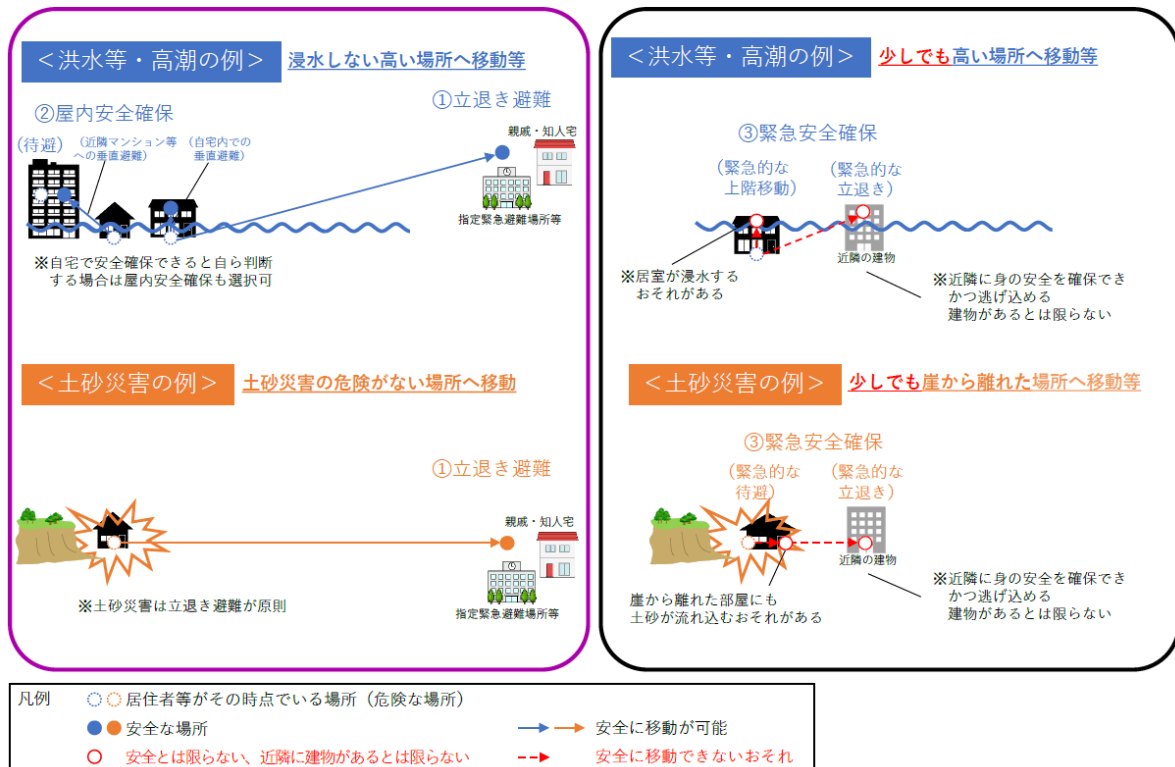 ＜洪水等・高潮の例＞ 浸水しない高い場所へ移動等
①立退き避難
②屋内安全確保
親戚・知人宅
（待避）
（近隣マンション等
への垂直避難）
（自宅内での
垂直避難）
指定緊急避難場所等
※自宅で安全確保できると自ら判断
する場合は屋内安全確保も選択可
＜土砂災害の例＞ 土砂災害の危険がない場所へ移動
①立退き避難
親戚・知人宅
指定緊急避難場所等
※土砂災害は立退き避難が原則
＜洪水等・高潮の例＞ 少しでも高い場所へ移動等
③緊急安全確保
（緊急的な
上階移動）
（緊急的な
立退き）
近隣の建物
※居室が浸水する
おそれがある
※近隣に身の安全を確保でき
かつ逃げ込める
建物があるとは限らない
＜土砂災害の例＞ 少しでも崖から離れた場所へ移動等
③緊急安全確保
（緊急的な
待避）
（緊急的な
立退き）
近隣の建物
崖から離れた部屋にも
土砂が流れ込むおそれがある
※近隣に身の安全を確保でき
かつ逃げ込める
建物があるとは限らない
凡例 居住者等がその時点でいる場所（危険な場所）
安全な場所 安全に移動が可能
安全とは限らない、近隣に建物があるとは限らない 安全に移動できないおそれ